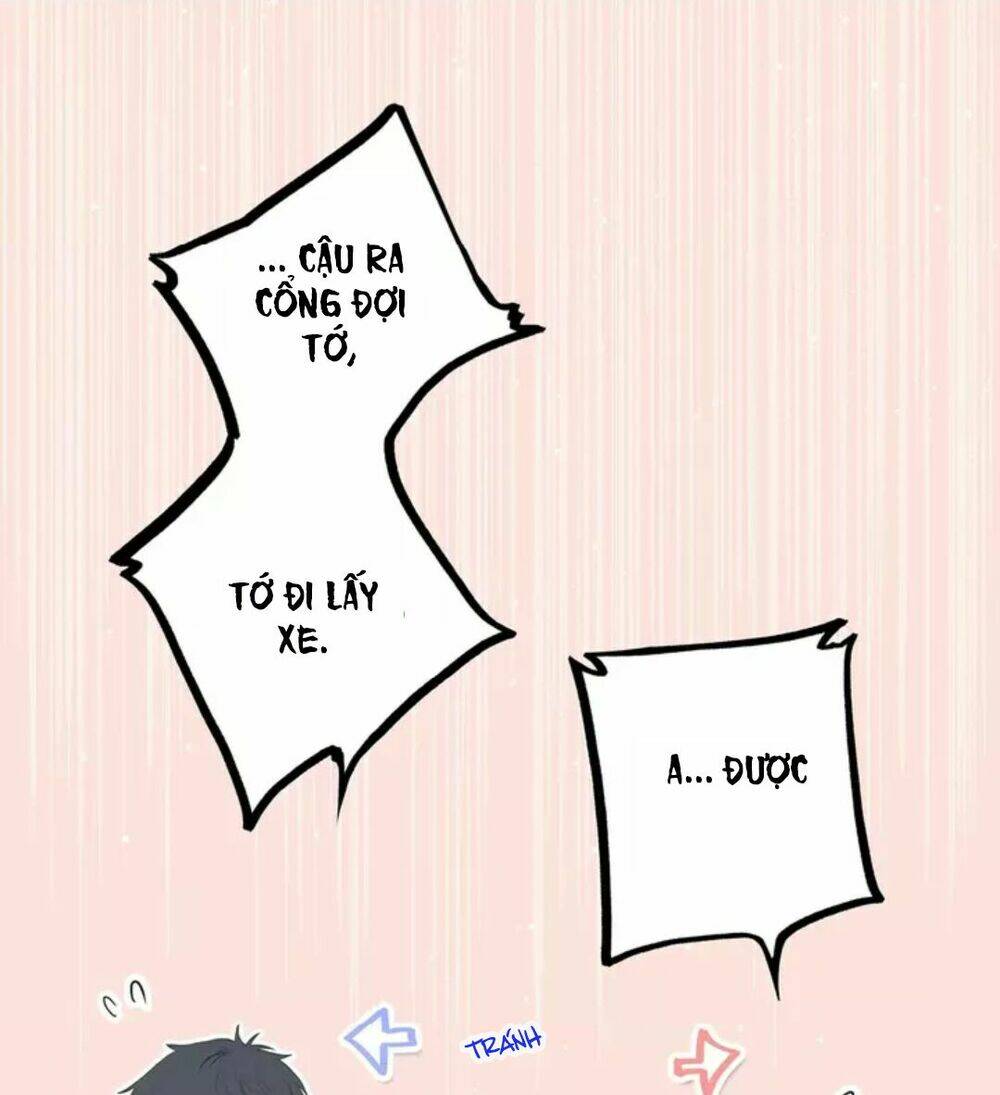 ... CẬU RA
CỔNG ĐỢI
TỚ,
TỚ ĐI LẤY
XE.
A... ĐƯỢC
TRÁNH